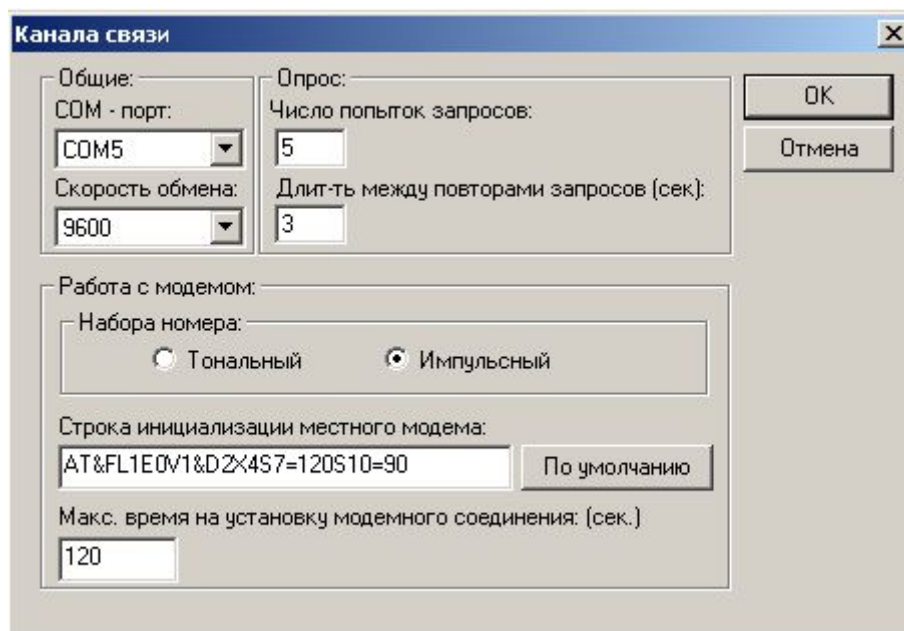 Канала связи
Общие:
COM - порт:
COM5
Скорость обмена:
9600
Опрос:
Число попыток запросов:
5
Длит-ть между повторами запросов (сек):
3
OK
Отмена
Работа с модемом:
Набора номера:
Тональный
Импульсный
Строка инициализации местного модема:
AT&FL1E0V1&D2X4S7=120S10=90
По умолчанию
Макс. время на установку модемного соединения: (сек.)
120